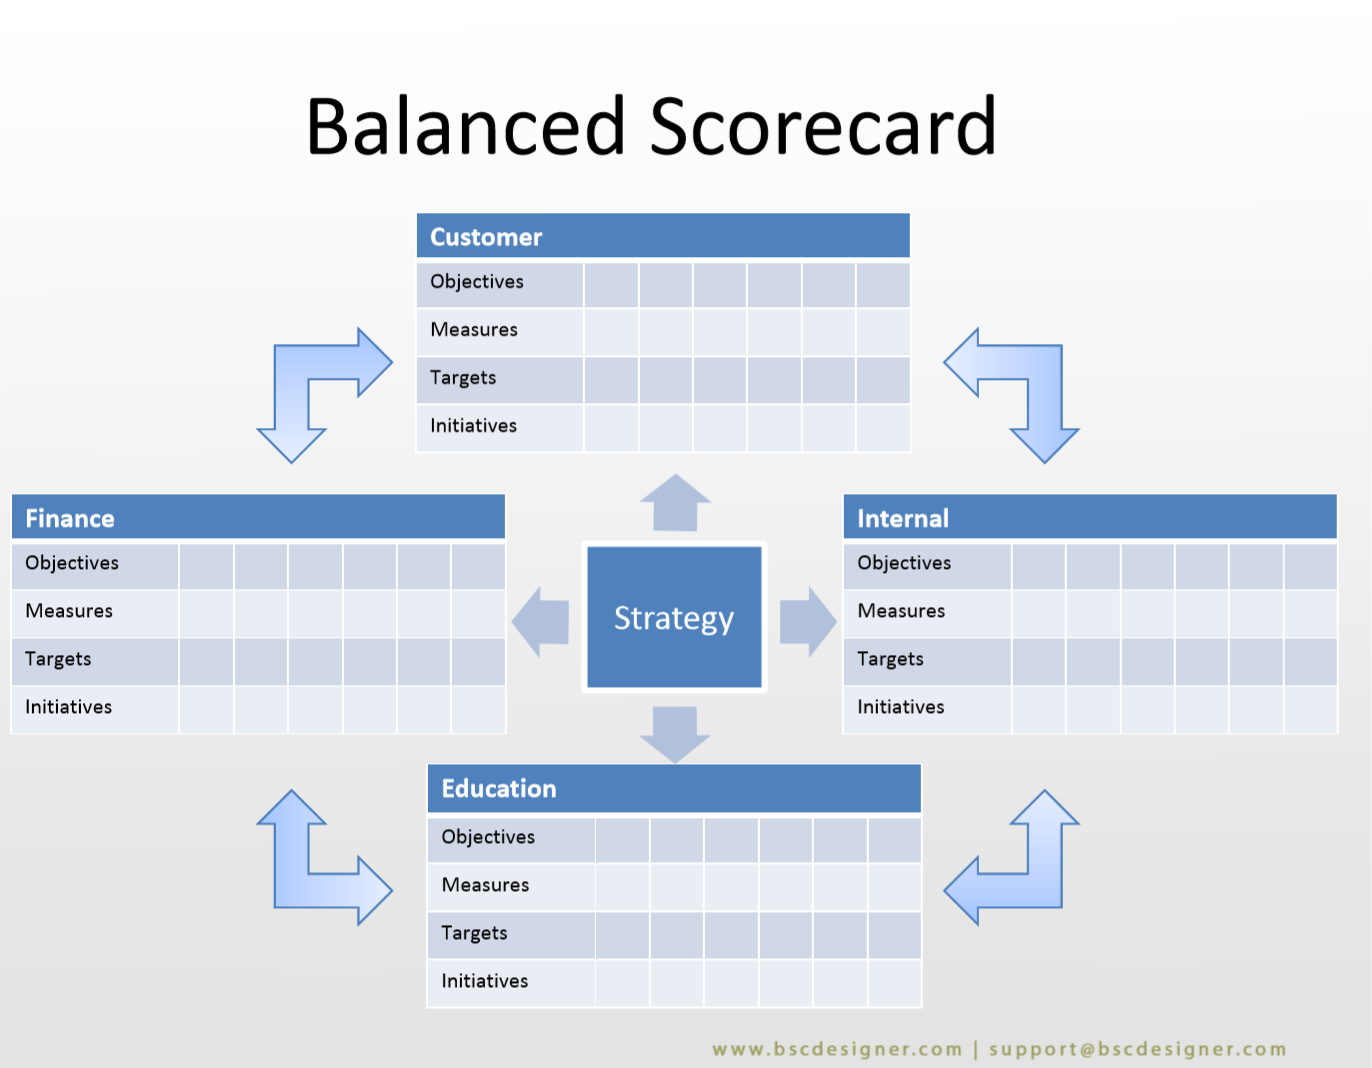 Balanced Scorecard
Customer
Objectives
Measures
Targets
Initiatives
Finance
Objectives
Measures
Targets
Initiatives
Strategy
Internal
Objectives
Measures
Targets
Initiatives
Education
Objectives
Measures
Targets
Initiatives
www.bscdesigner.com | support@bscdesigner.com